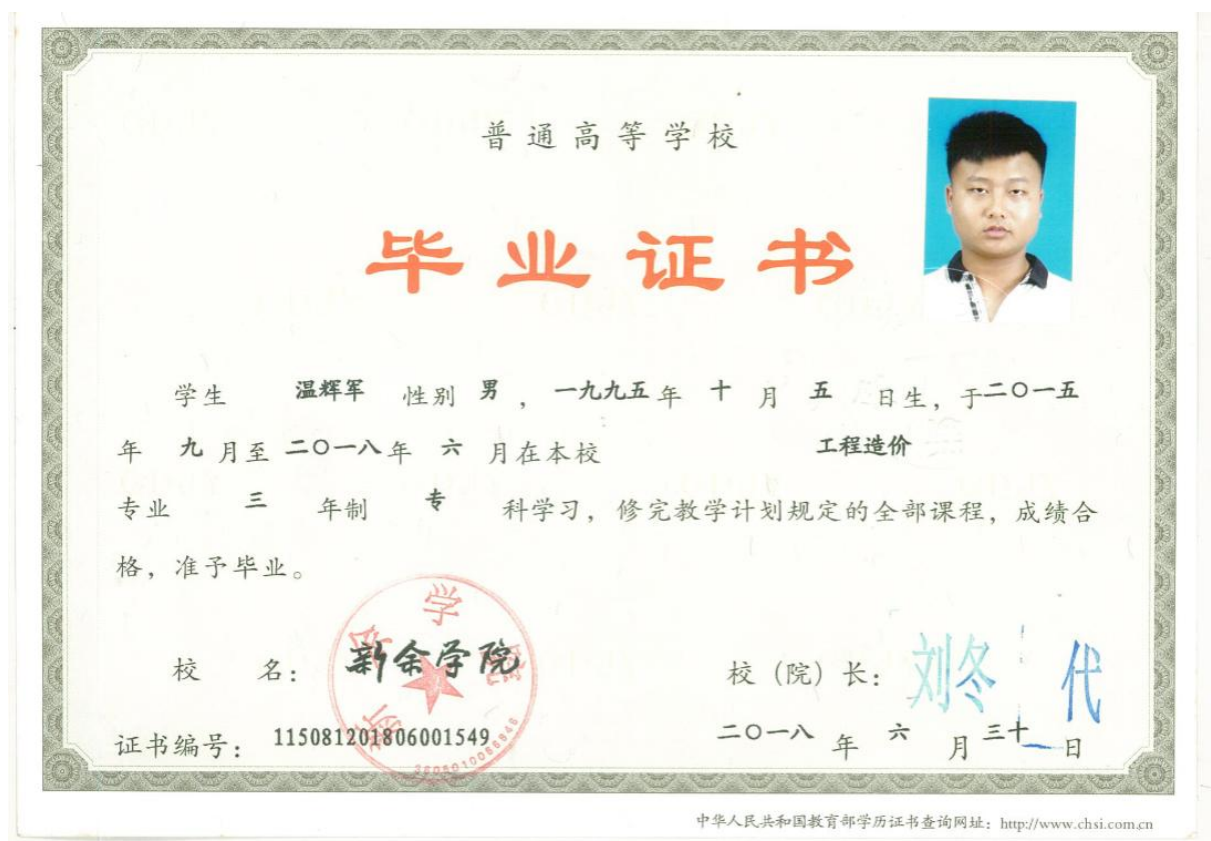 普通高等学校
毕业证书
学生 温辉军 性别 男 ，一九九五年 十 月 五 日生，于二〇一五
年 九 月至 二〇一八年 六 月在本校 工程造价
专业 三 年制 专 科学习，修完教学计划规定的全部课程，成绩合
格，准予毕业。
校 名： 新余学院
新余学院
校（院）长： 刘冬 代
证书编号： 115081201806001549
二〇一八 年 六 月 三十 日
中华人民共和国教育部学历证书查询网址：http://www.chsi.com.cn